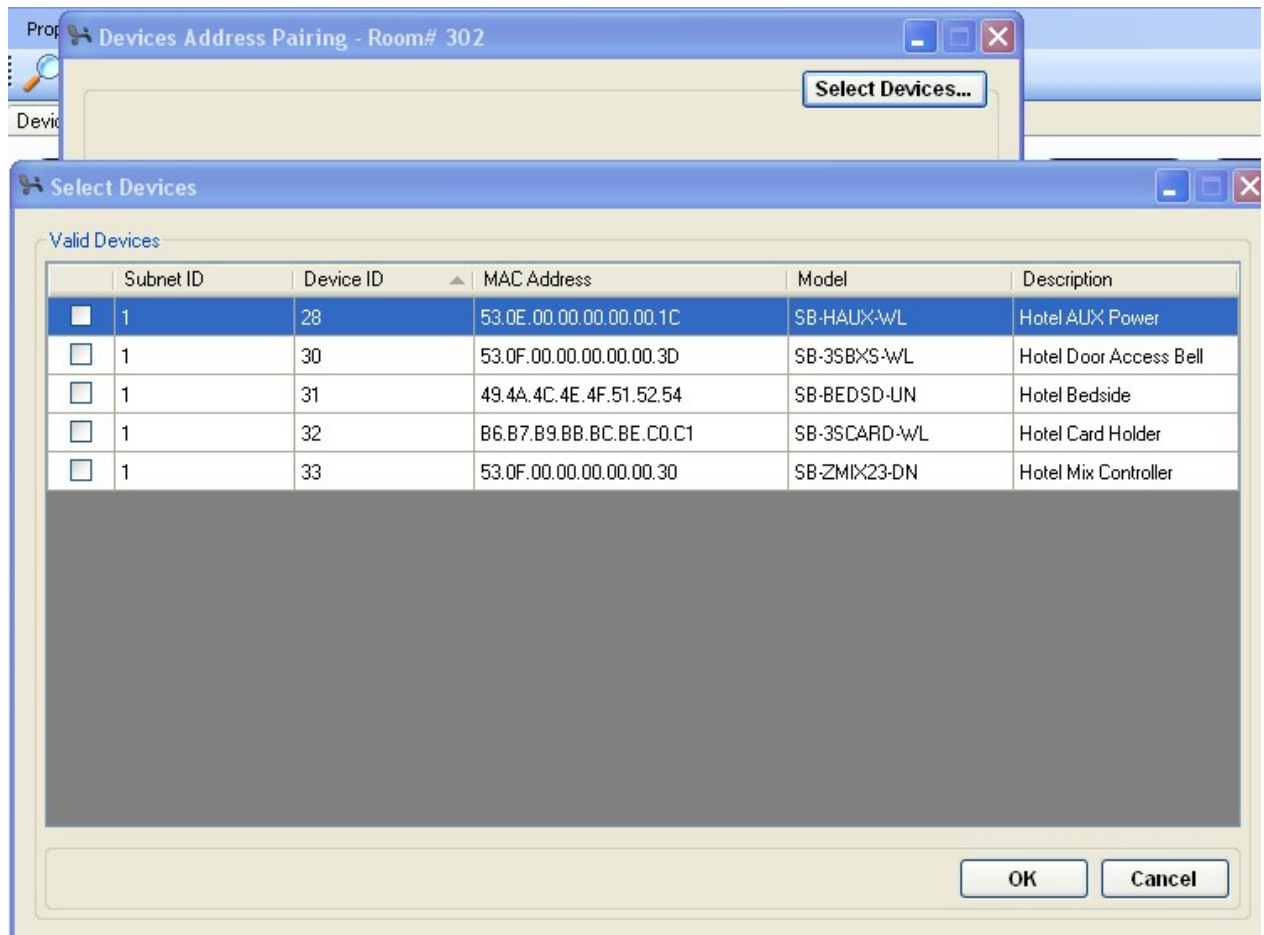 Prop
Devices Address Pairing - Room# 302
Select Devices...
Devic
Select Devices
Valid Devices
Subnet ID Device ID MAC Address Model Description
1 28 53.0E.00.00.00.00.00.1C SB-HAUX-WL Hotel AUX Power
1 30 53.0F.00.00.00.00.00.3D SB-3SBXS-WL Hotel Door Access Bell
1 31 49.4A.4C.4E.4F.51.52.54 SB-BEDSD-UN Hotel Bedside
1 32 B6.B7.B9.BB.BC.BE.C0.C1 SB-3SCARD-WL Hotel Card Holder
1 33 53.0F.00.00.00.00.00.30 SB-ZMIX23-DN Hotel Mix Controller
OK Cancel